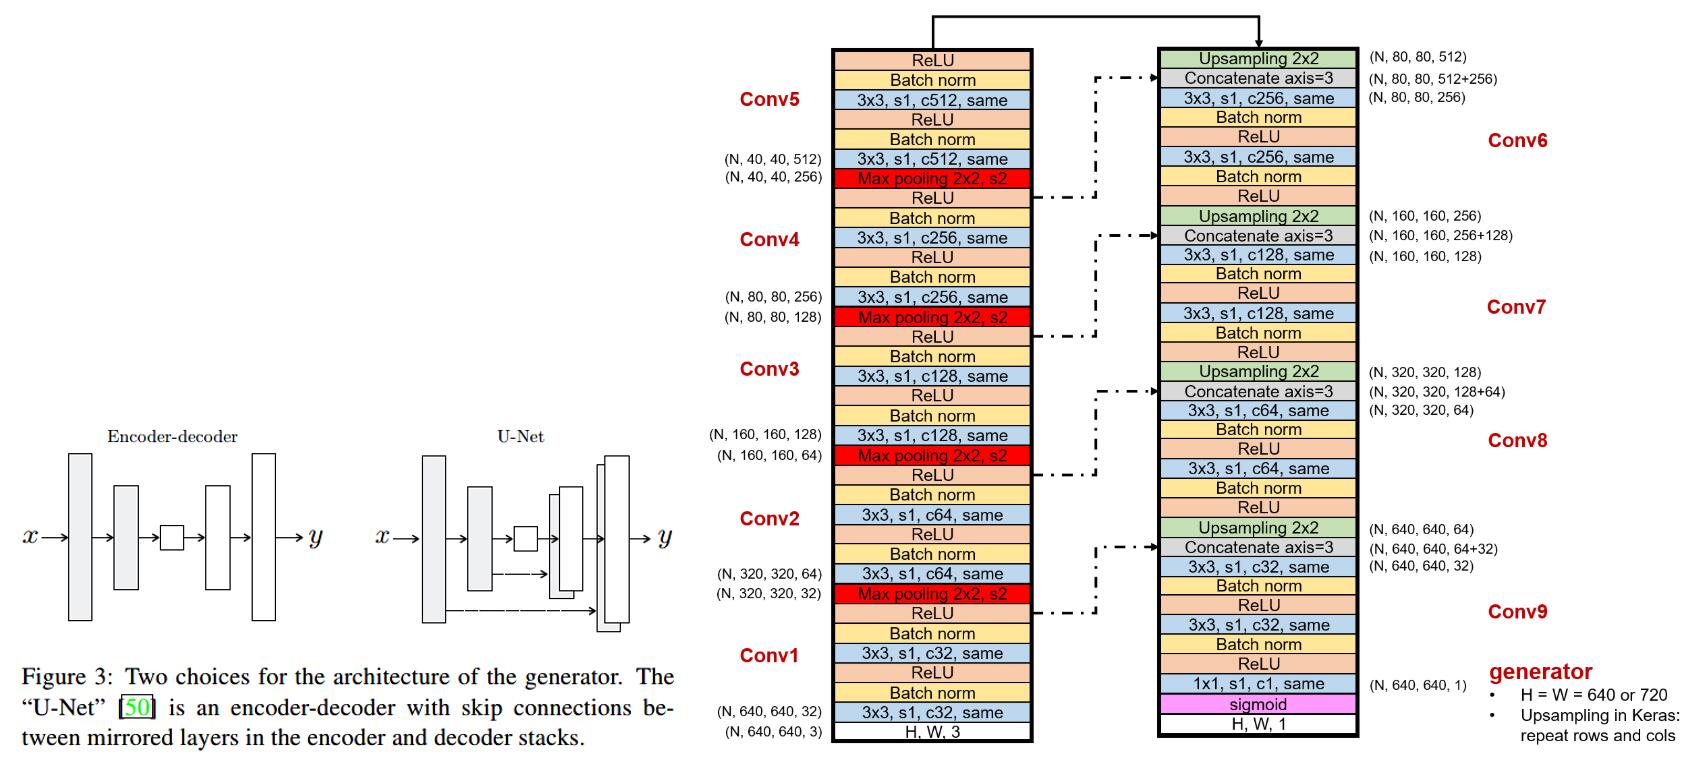 Encoder-decoder
x
y
U-Net
x
y
Figure 3: Two choices for the architecture of the generator. The
“U-Net” [50] is an encoder-decoder with skip connections be-
tween mirrored layers in the encoder and decoder stacks.
ReLU
Batch norm
Conv5
3x3, s1, c512, same
ReLU
Batch norm
(N, 40, 40, 512)
3x3, s1, c512, same
(N, 40, 40, 256)
Max pooling 2x2, s2
ReLU
Batch norm
Conv4
3x3, s1, c256, same
ReLU
Batch norm
(N, 80, 80, 256)
3x3, s1, c256, same
(N, 80, 80, 128)
Max pooling 2x2, s2
ReLU
Batch norm
Conv3
3x3, s1, c128, same
ReLU
Batch norm
(N, 160, 160, 128)
3x3, s1, c128, same
(N, 160, 160, 64)
Max pooling 2x2, s2
ReLU
Batch norm
Conv2
3x3, s1, c64, same
ReLU
Batch norm
(N, 320, 320, 64)
3x3, s1, c64, same
(N, 320, 320, 32)
Max pooling 2x2, s2
ReLU
Batch norm
Conv1
3x3, s1, c32, same
ReLU
Batch norm
(N, 640, 640, 32)
3x3, s1, c32, same
(N, 640, 640, 3)
H, W, 3
Upsampling 2x2
(N, 80, 80, 512)
Concatenate axis=3
(N, 80, 80, 512+256)
3x3, s1, c256, same
(N, 80, 80, 256)
Batch norm
ReLU
Conv6
3x3, s1, c256, same
Batch norm
ReLU
Upsampling 2x2
(N, 160, 160, 256)
Concatenate axis=3
(N, 160, 160, 256+128)
3x3, s1, c128, same
(N, 160, 160, 128)
Batch norm
ReLU
Conv7
3x3, s1, c128, same
Batch norm
ReLU
Upsampling 2x2
(N, 320, 320, 128)
Concatenate axis=3
(N, 320, 320, 128+64)
3x3, s1, c64, same
(N, 320, 320, 64)
Batch norm
Conv8
ReLU
3x3, s1, c64, same
Batch norm
ReLU
Upsampling 2x2
(N, 640, 640, 64)
Concatenate axis=3
(N, 640, 640, 64+32)
3x3, s1, c32, same
(N, 640, 640, 32)
Batch norm
ReLU
Conv9
3x3, s1, c32, same
Batch norm
ReLU
1x1, s1, c1, same
(N, 640, 640, 1)
sigmoid
H, W, 1
generator
• H = W = 640 or 720
• Upsampling in Keras:
repeat rows and cols